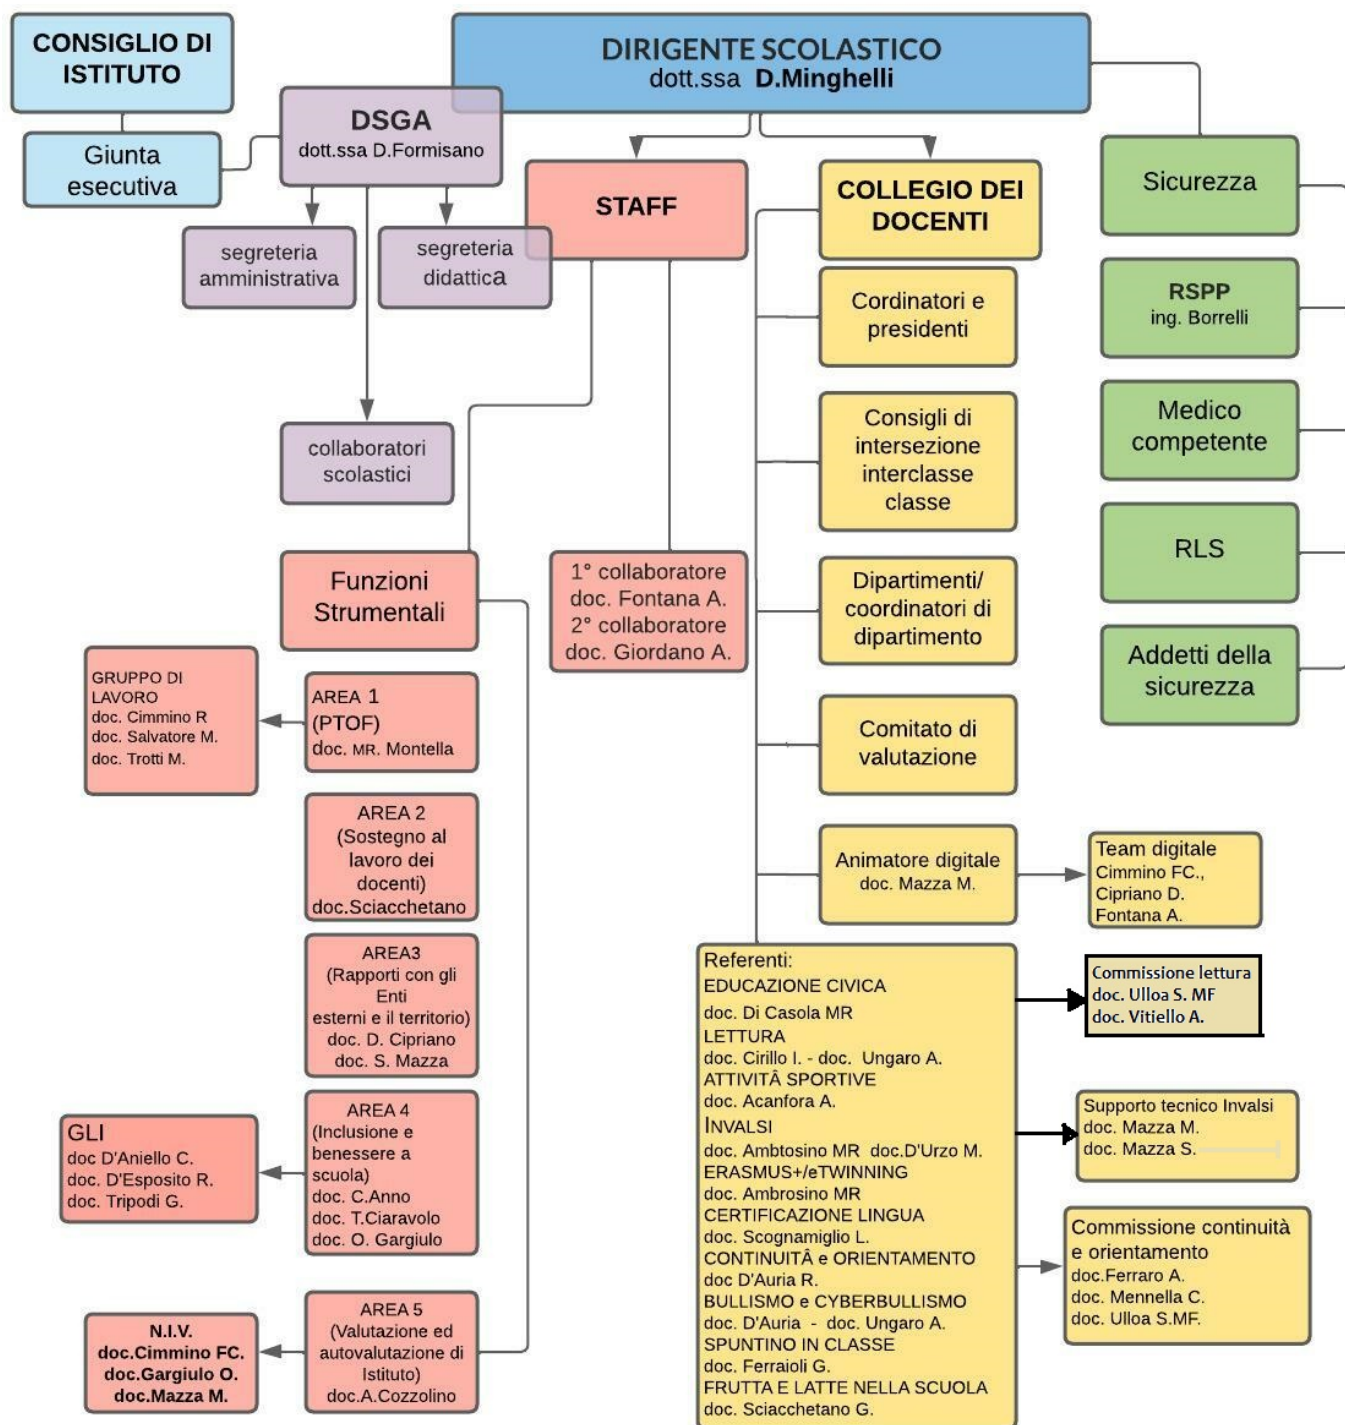 CONSIGLIO DI
ISTITUTO
Giunta
esecutiva
DIRIGENTE SCOLASTICO
dott.ssa D.Minghelli
DSGA
dott.ssa D.Formisano
segreteria
amministrativa
segreteria
didattica
collaboratori
scolastici
STAFF
COLLEGIO DEI
DOCENTI
Sicurezza
RSPP
ing. Borrelli
Medico
competente
RLS
Addetti della
sicurezza
Cordinatori e
presidenti
Consigli di
intersezione
interclasse
classe
Dipartimenti/
coordinatori di
dipartimento
Comitato di
valutazione
Animatore digitale
doc. Mazza M.
Team digitale
Cimmino FC.,
Cipriano D.
Fontana A.
1° collaboratore
doc. Fontana A.
2° collaboratore
doc. Giordano A.
Funzioni
Strumentali
GRUPPO DI
LAVORO
doc. Cimmino R
doc. Salvatore M.
doc. Trotti M.
AREA 1
(PTOF)
doc. MR. Montella
AREA 2
(Sostegno al
lavoro dei
docenti)
doc.Sciacchetano
AREA3
(Rapporti con gli
Enti
esterni e il territorio)
doc. D. Cipriano
doc. S. Mazza
GLI
doc D'Aniello C.
doc. D'Esposito R.
doc. Tripodi G.
AREA 4
(Inclusione e
benessere a
scuola)
doc. C.Anno
doc. T.Ciaravolo
doc. O. Gargiulo
N.I.V.
doc.Cimmino FC.
doc.Gargiulo O.
doc.Mazza M.
AREA 5
(Valutazione ed
autovalutazione di
Istituto)
doc.A.Cozzolino
Referenti:
EDUCAZIONE CIVICA
doc. Di Casola MR
LETTURA
doc. Cirillo I. - doc. Ungaro A.
ATTIVITÂ SPORTIVE
doc. Acanfora A.
INVALSI
doc. Ambtosino MR doc.D'Urzo M.
ERASMUS+/eTWINNING
doc. Ambrosino MR
CERTIFICAZIONE LINGUA
doc. Scognamiglio L.
CONTINUITÂ e ORIENTAMENTO
doc D'Auria R.
BULLISMO e CYBERBULLISMO
doc. D'Auria - doc. Ungaro A.
SPUNTINO IN CLASSE
doc. Ferraioli G.
FRUTTA E LATTE NELLA SCUOLA
doc. Sciacchetano G.
Commissione lettura
doc. Ulloa S. MF
doc. Vitiello A.
Supporto tecnico Invalsi
doc. Mazza M.
doc. Mazza S.
Commissione continuità
e orientamento
doc.Ferraro A.
doc. Mennella C.
doc. Ulloa S.MF.